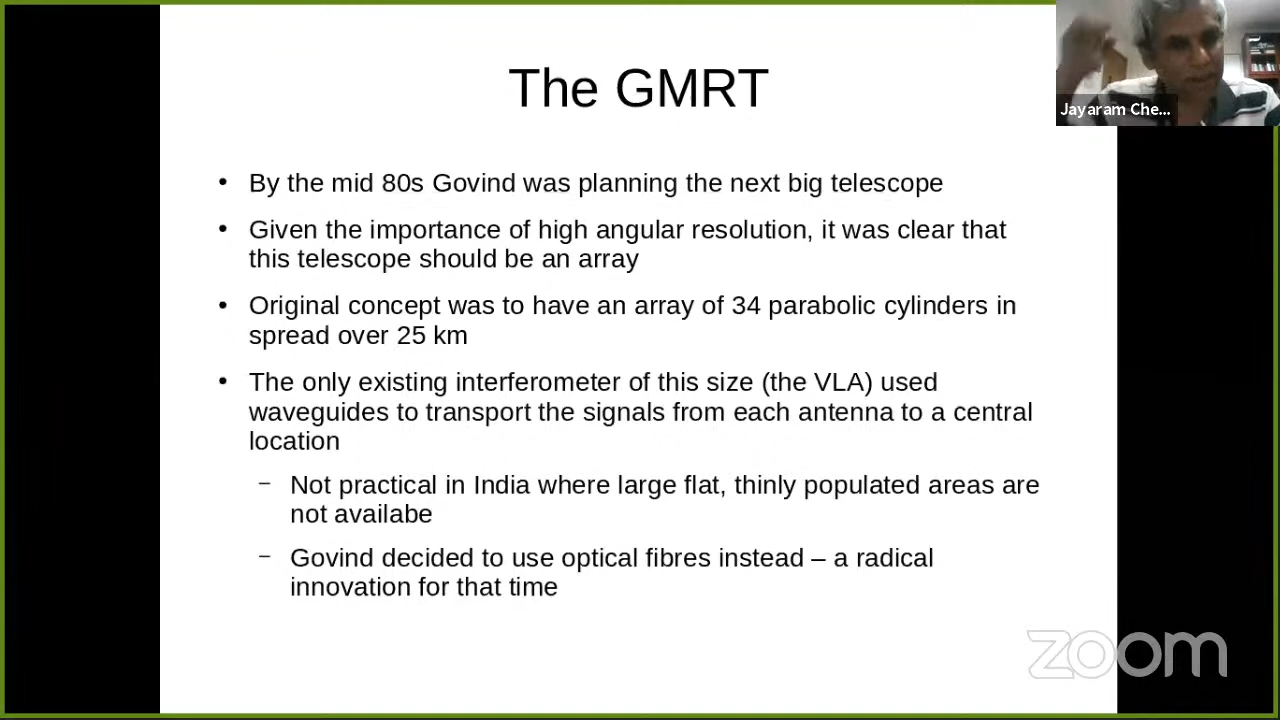 The GMRT
Jayaram Che...
• By the mid 80s Govind was planning the next big telescope
• Given the importance of high angular resolution, it was clear that
this telescope should be an array
• Original concept was to have an array of 34 parabolic cylinders in
spread over 25 km
• The only existing interferometer of this size (the VLA) used
waveguides to transport the signals from each antenna to a central
location
– Not practical in India where large flat, thinly populated areas are
not availabe
– Govind decided to use optical fibres instead – a radical
innovation for that time
zoom